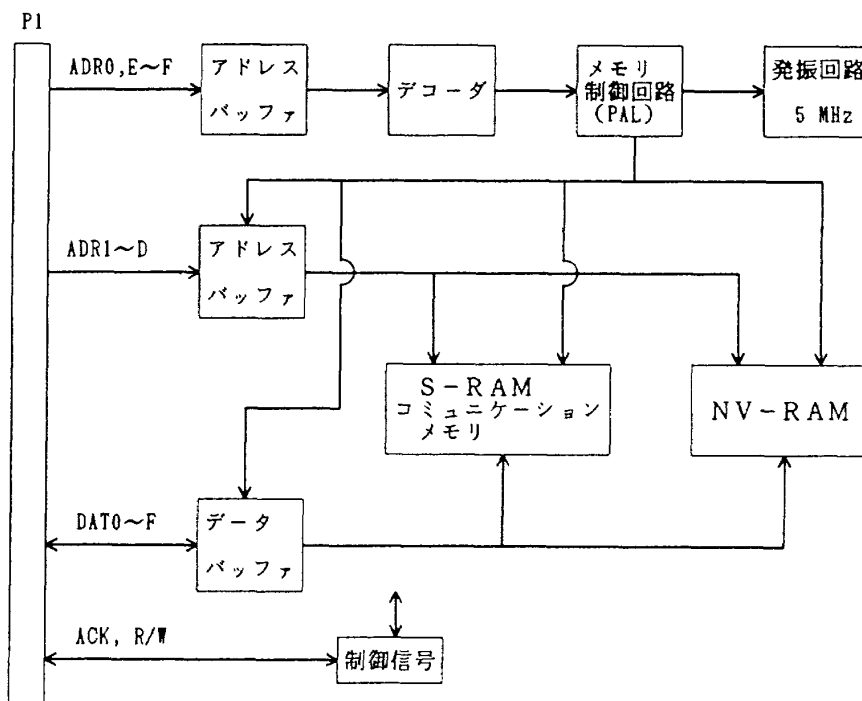 P1
ADR0,E～F
アドレス
バッファ
デコーダ
メモリ
制御回路
(PAL)
発振回路
5 MHz
ADR1～D
アドレス
バッファ
S-RAM
コミュニケーション
メモリ
NV-RAM
DAT0～F
データ
バッファ
ACK, R/W
制御信号